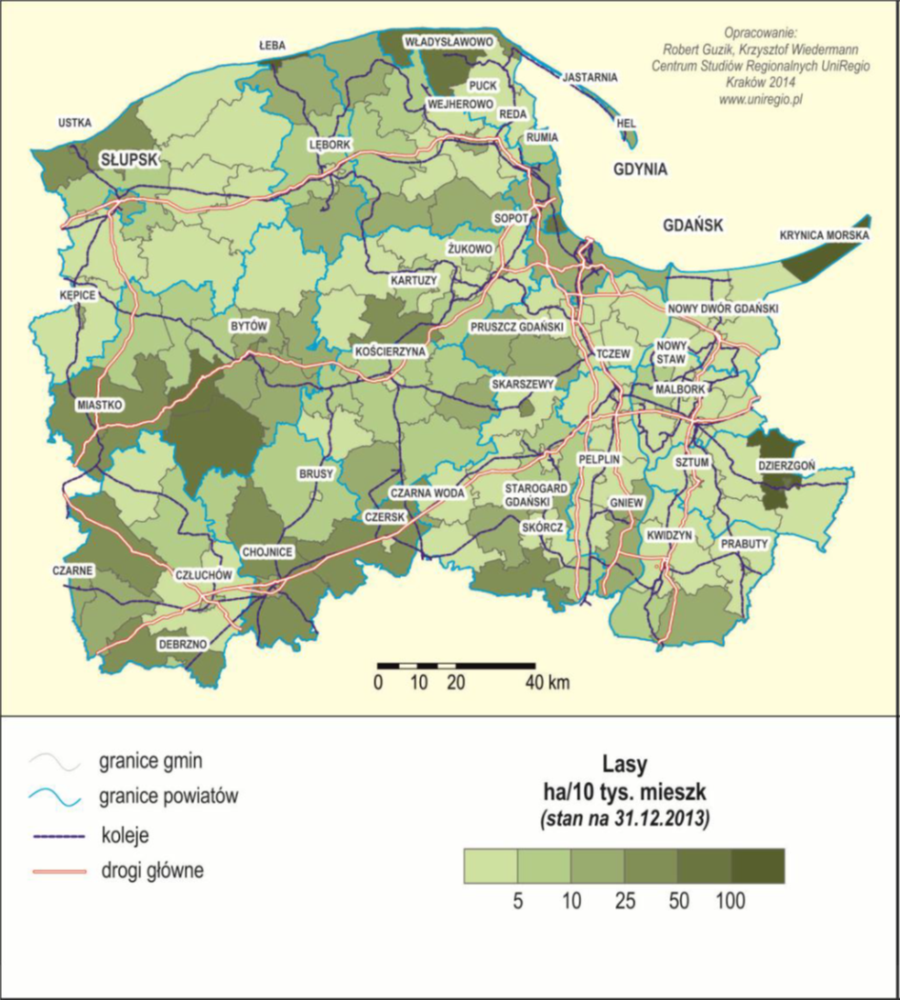 Opracowanie:
Robert Guzik, Krzysztof Wiedermann
Centrum Studiów Regionalnych UniRegio
Kraków 2014
www.uniregio.pl
ŁEBA
WŁADYSŁAWOWO
JASTARNIA
PUCK
WEJHEROWO
REDA
USTKA
HEL
RUMIA
LĘBORK
SŁUPSK
GDYNIA
SOPOT
GDAŃSK
KRYNICA MORSKA
ŻUKOWO
KARTUZY
KĘPICE
NOWY DWÓR GDAŃSKI
BYTÓW
PRUSZCZ GDAŃSKI
KOŚCIERZYNA
TCZEW
NOWY
STAW
SKARSZEWY
MALBORK
MIASTKO
PELPLIN
SZTUM
DZIERZGOŃ
BRUSY
CZARNA WODA
STAROGARD
GDAŃSKI
GNIEW
CZERSK
SKÓRCZ
KWIDZYN
PRABUTY
CHOJNICE
CZARNE
CZŁUCHÓW
DEBRZNO
0 10 20 40 km
granice gmin
granice powiatów
koleje
drogi główne
Lasy
ha/10 tys. mieszk
(stan na 31.12.2013)
5 10 25 50 100